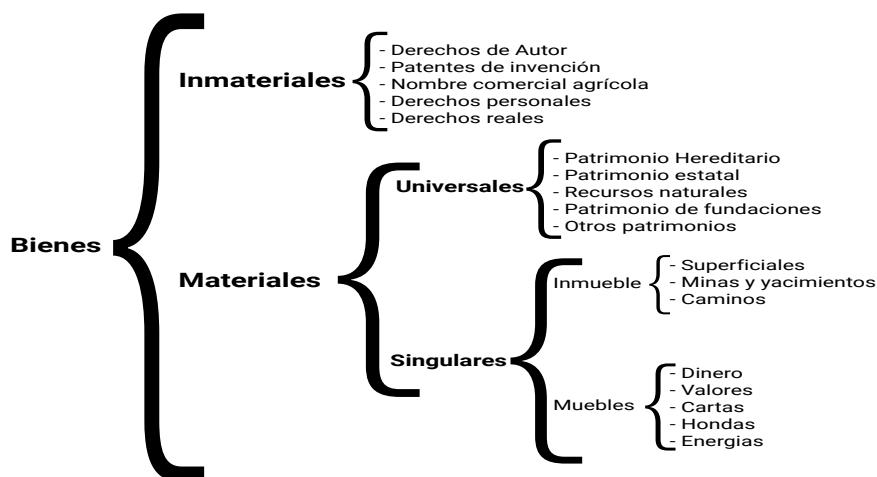 Bienes
Inmateriales
- Derechos de Autor
- Patentes de invención
- Nombre comercial agrícola
- Derechos personales
- Derechos reales
Materiales
Universales
- Patrimonio Hereditario
- Patrimonio estatal
- Recursos naturales
- Patrimonio de fundaciones
- Otros patrimonios
Singulares
Inmueble
- Superficiales
- Minas y yacimientos
- Caminos
Muebles
- Dinero
- Valores
- Cartas
- Hondas
- Energias